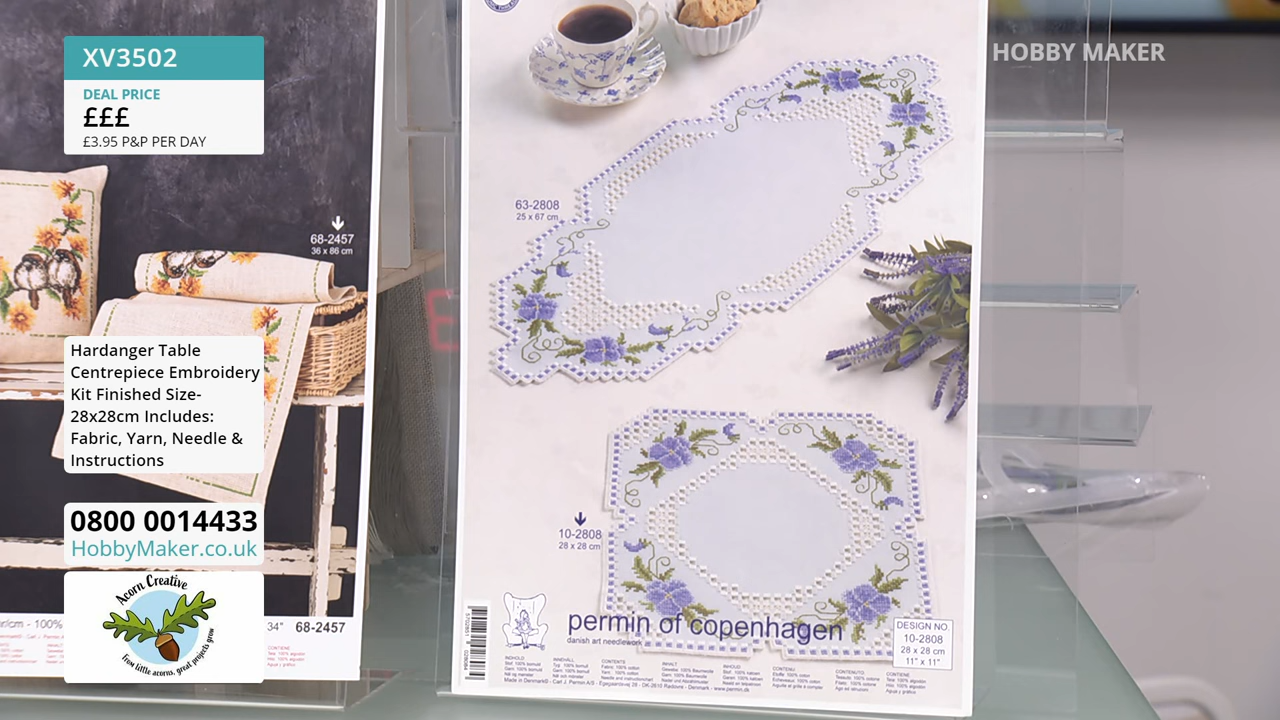 XV3502
DEAL PRICE
£££
£3.95 P&P PER DAY
HOBBY MAKER
63-2808
25 x 67 cm
68-2457
36 x 86 cm
Hardanger Table
Centrepiece Embroidery
Kit Finished Size-
28x28cm Includes:
Fabric, Yarn, Needle &
Instructions
0800 0014433
HobbyMaker.co.uk
Acorn Creative
From little acorns, great projects grow
10-2808
28 x 28 cm
permin of copenhagen
danish art needlework
DESIGN NO.
10-2808
28 x 28 cm
11" x 11"
34" 68-2457